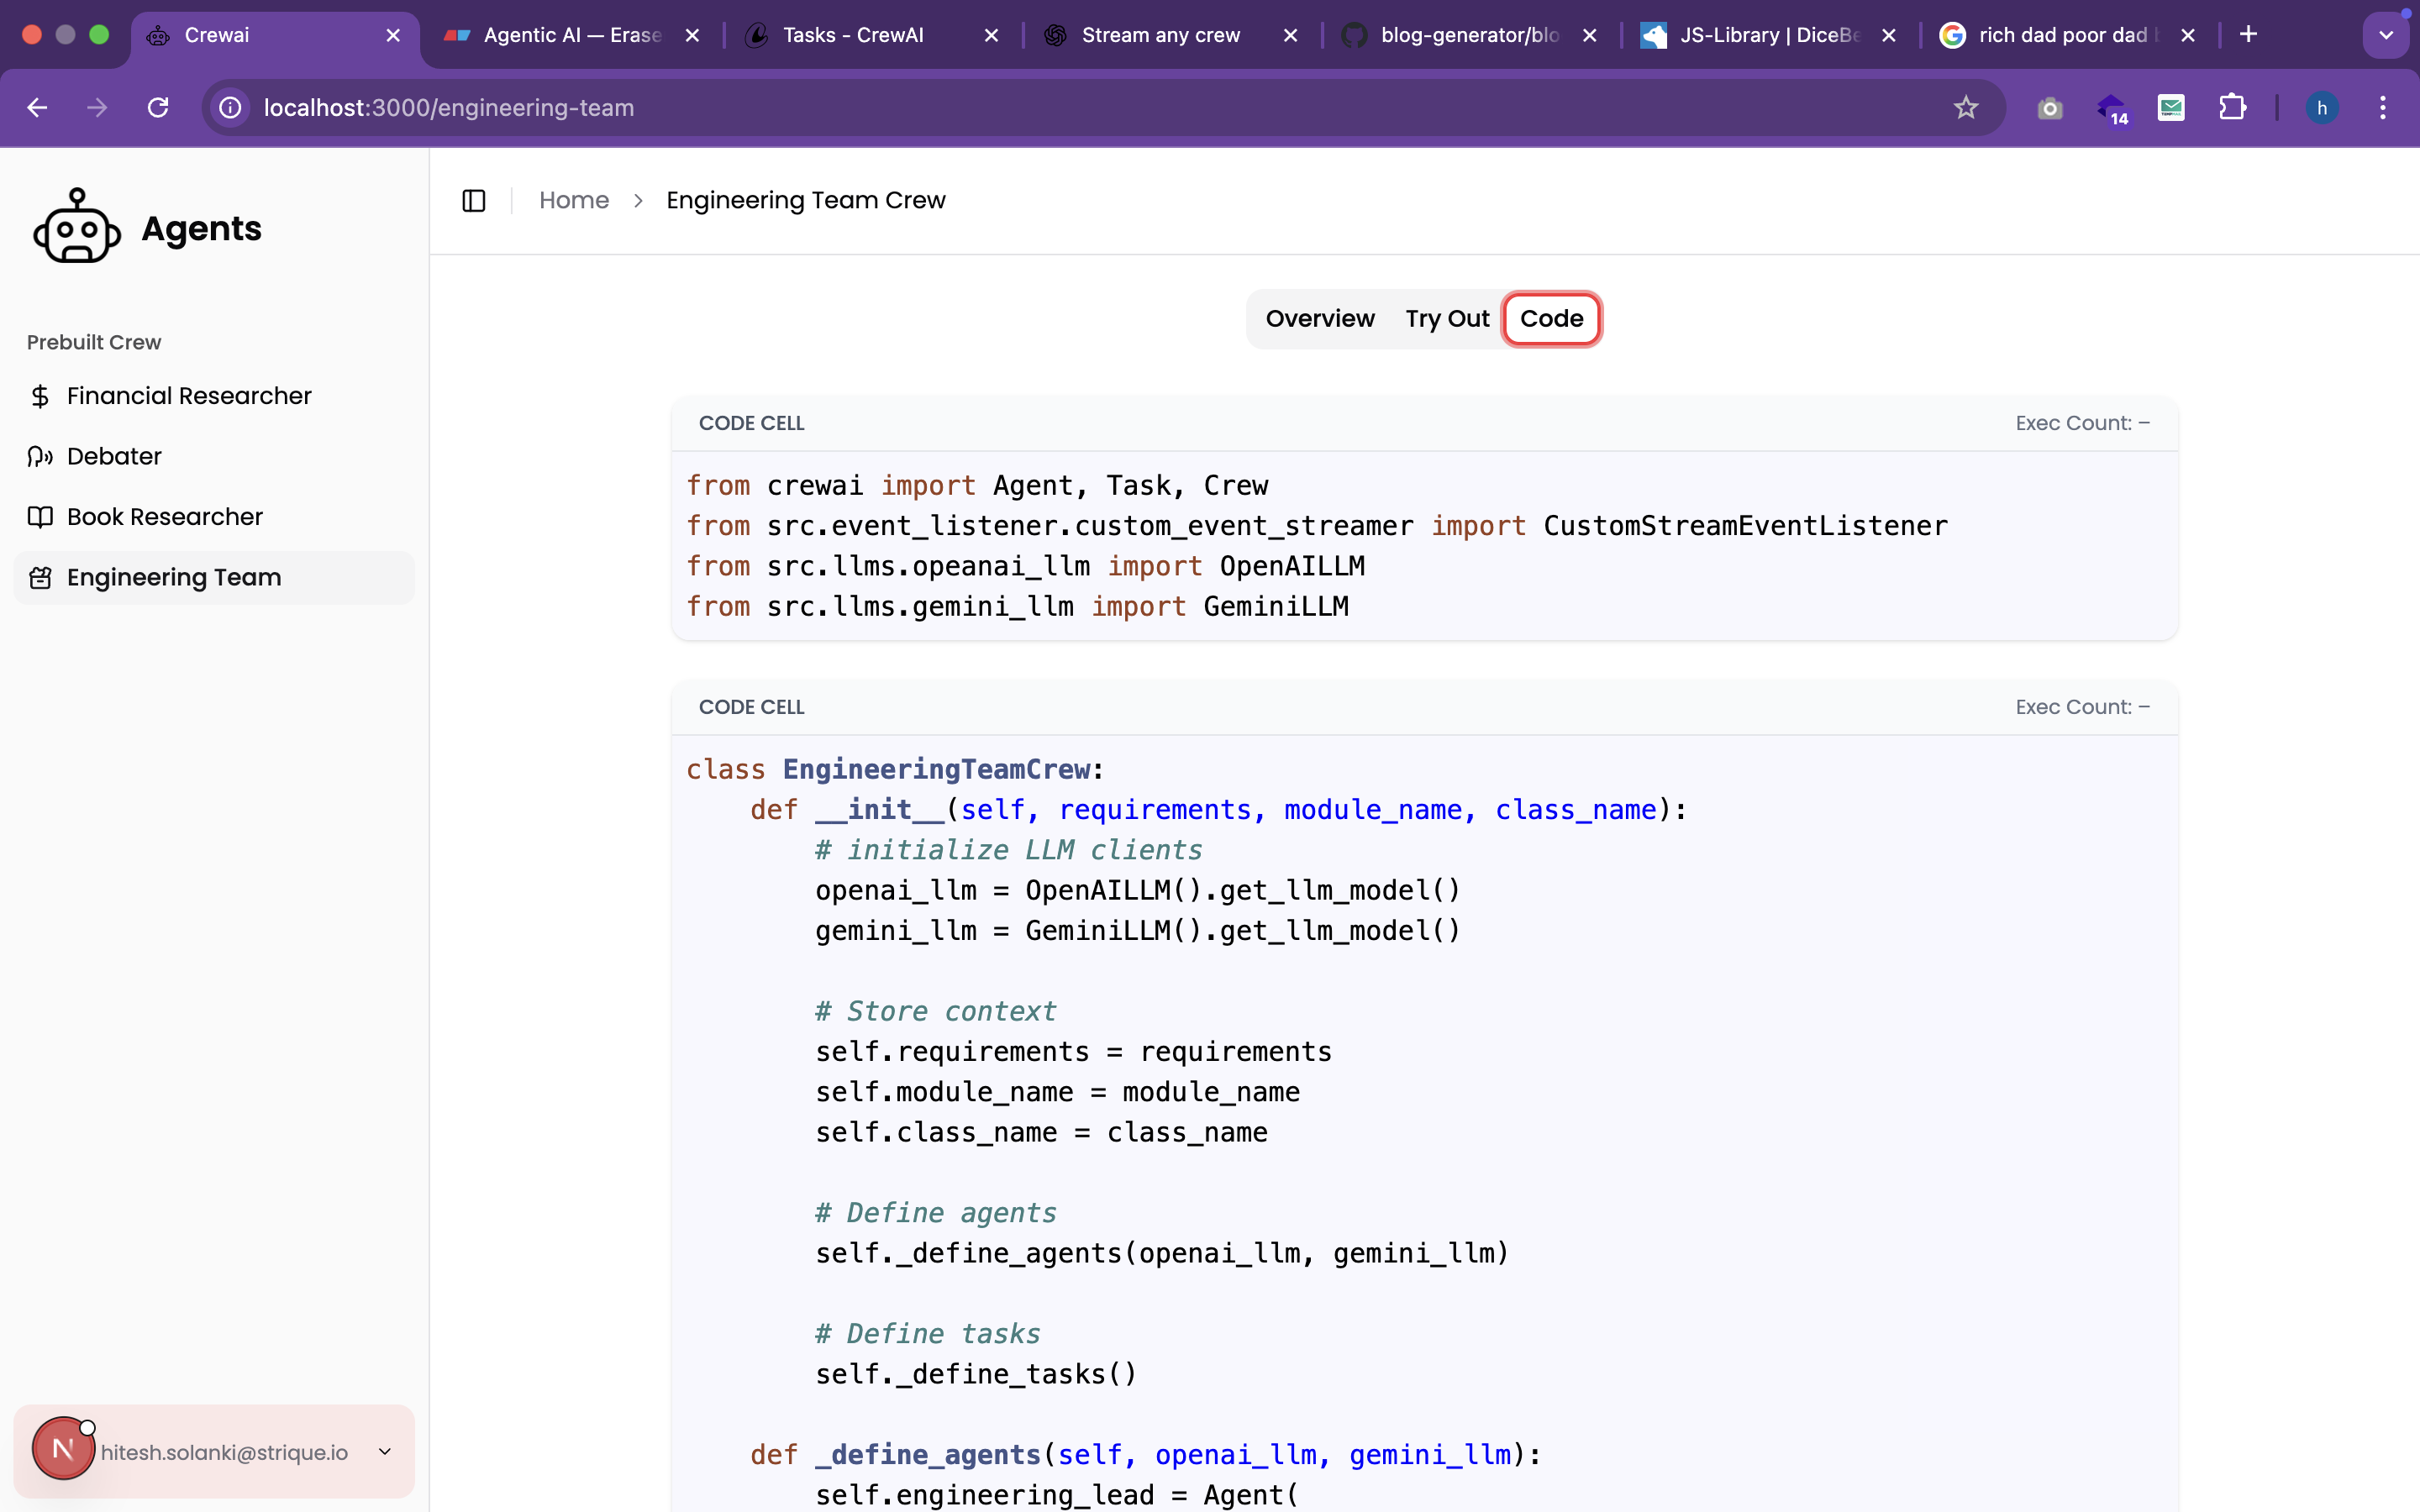 Crewai
Agentic AI — Erase
Tasks - CrewAI
Stream any crew
blog-generator/blo
JS-Library | DiceBe
rich dad poor dad b
localhost:3000/engineering-team
14
h
Agents
Home > Engineering Team Crew
Overview Try Out Code
Prebuilt Crew
Financial Researcher
Debater
Book Researcher
Engineering Team
CODE CELL Exec Count: –
from crewai import Agent, Task, Crew
from src.event_listener.custom_event_streamer import CustomStreamEventListener
from src.llms.opeanai_llm import OpenAILLM
from src.llms.gemini_llm import GeminiLLM
CODE CELL Exec Count: –
class EngineeringTeamCrew:
    def __init__(self, requirements, module_name, class_name):
        # initialize LLM clients
        openai_llm = OpenAILLM().get_llm_model()
        gemini_llm = GeminiLLM().get_llm_model()
        # Store context
        self.requirements = requirements
        self.module_name = module_name
        self.class_name = class_name
        # Define agents
        self._define_agents(openai_llm, gemini_llm)
        # Define tasks
        self._define_tasks()
    def _define_agents(self, openai_llm, gemini_llm):
        self.engineering_lead = Agent(
N
hitesh.solanki@strique.io